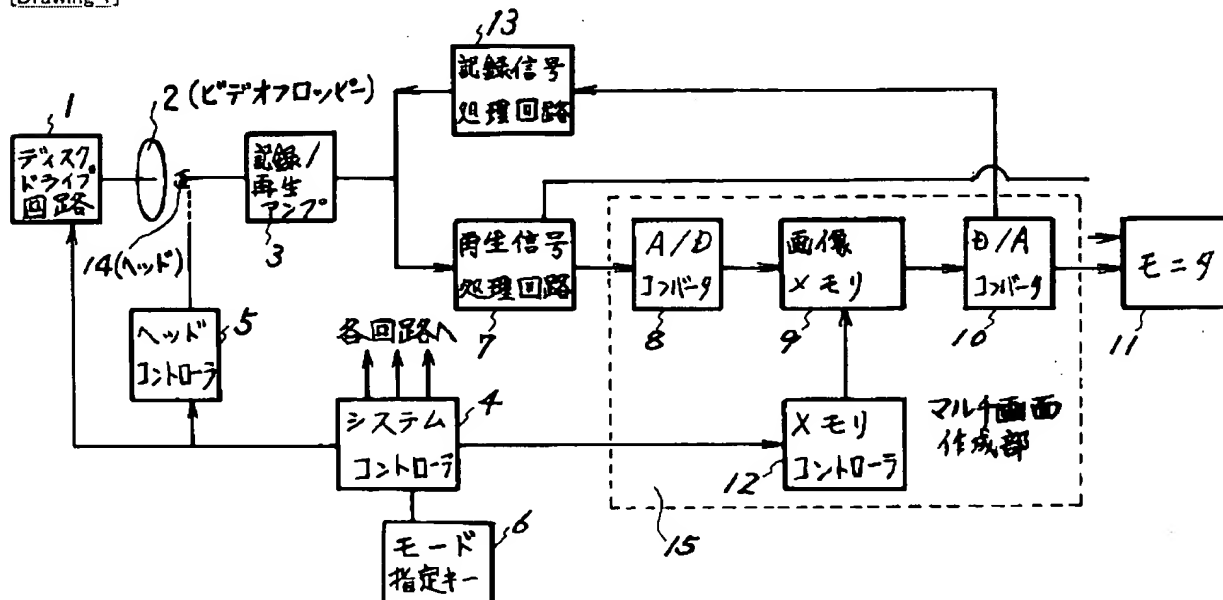 13
記録信号
処理回路
2(ビデオフロッピー)
1
ディスク
ドライブ
回路
記録/
再生
アンプ
3
14(ヘッド)
再生信号
処理回路
7
A/D
コンバータ
8
画像
メモリ
9
D/A
コンバータ
10
モニタ
11
ヘッド
コントローラ
5
各回路へ
システム
コントローラ
4
メモリ
コントローラ
12
マルチ画面
作成部
15
モード
指定キー
6